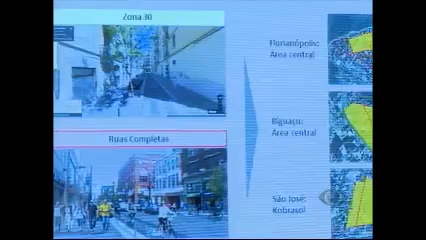 Zona 30
Florianópolis:
Área central
Ruas Completas
Biguaçu:
Área central
São José:
Kobrasol